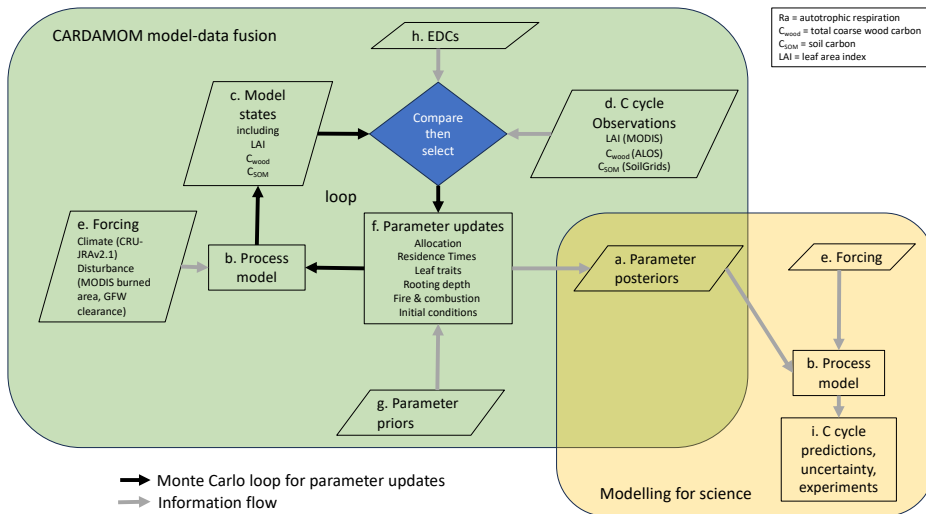 CARDAMOM model-data fusion
h. EDCs
Ra = autotrophic respiration
Cwood = total coarse wood carbon
CSOM = soil carbon
LAI = leaf area index
c. Model
states
including
LAI
Cwood
CSOM
Compare
then
select
d. C cycle
Observations
LAI (MODIS)
Cwood (ALOS)
CSOM (SoilGrids)
loop
e. Forcing
Climate (CRU-
JRAv2.1)
Disturbance
(MODIS burned
area, GFW
clearance)
b. Process
model
f. Parameter updates
Allocation
Residence Times
Leaf traits
Rooting depth
Fire & combustion
Initial conditions
a. Parameter
posteriors
e. Forcing
b. Process
model
g. Parameter
priors
i. C cycle
predictions,
uncertainty,
experiments
Modelling for science
Monte Carlo loop for parameter updates
Information flow